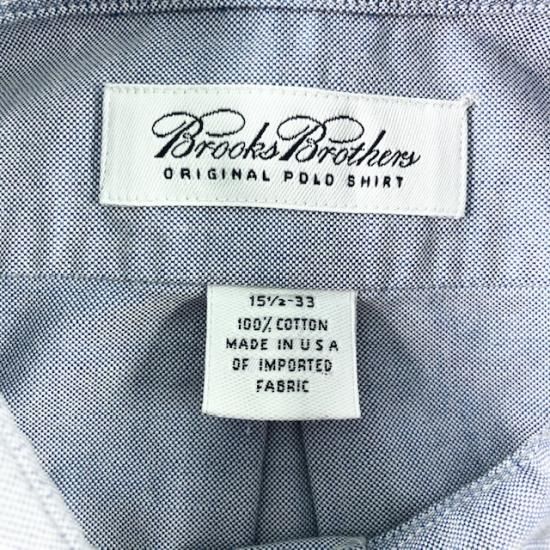 Brooks Brothers
ORIGINAL POLO SHIRT
15½-33
100% COTTON
MADE IN U S A
OF IMPORTED
FABRIC